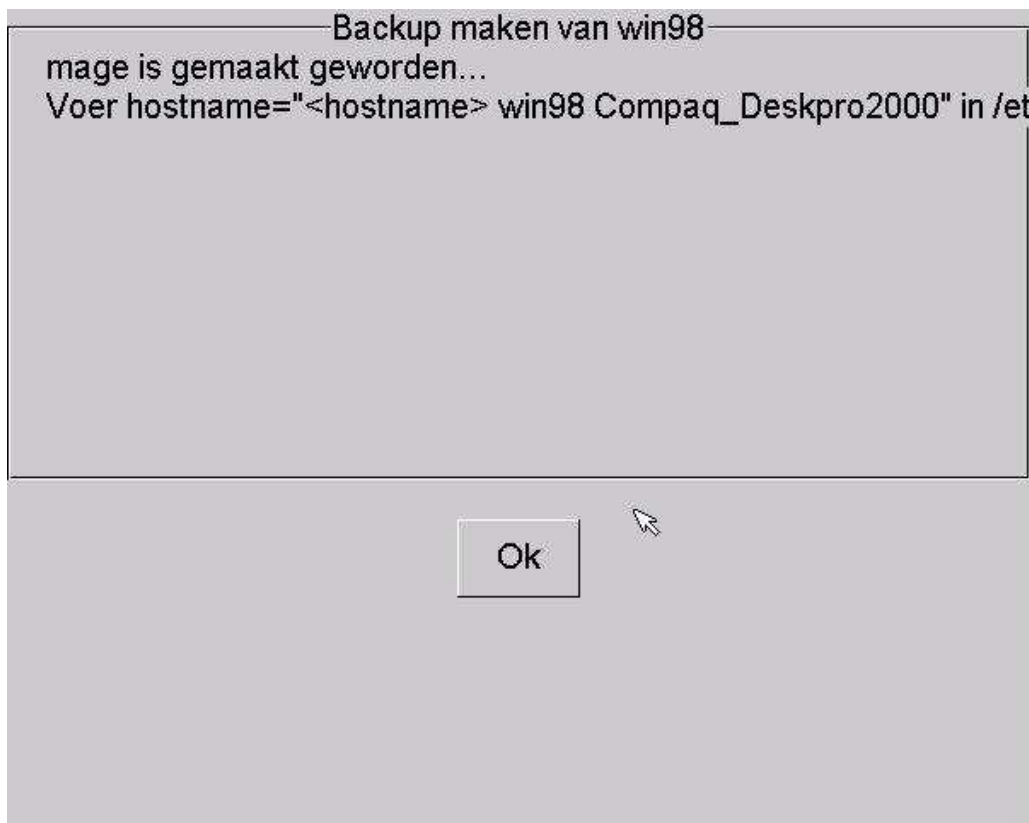 Backup maken van win98
mage is gemaakt geworden...
Voer hostname="<hostname> win98 Compaq_Deskpro2000" in /et
Ok